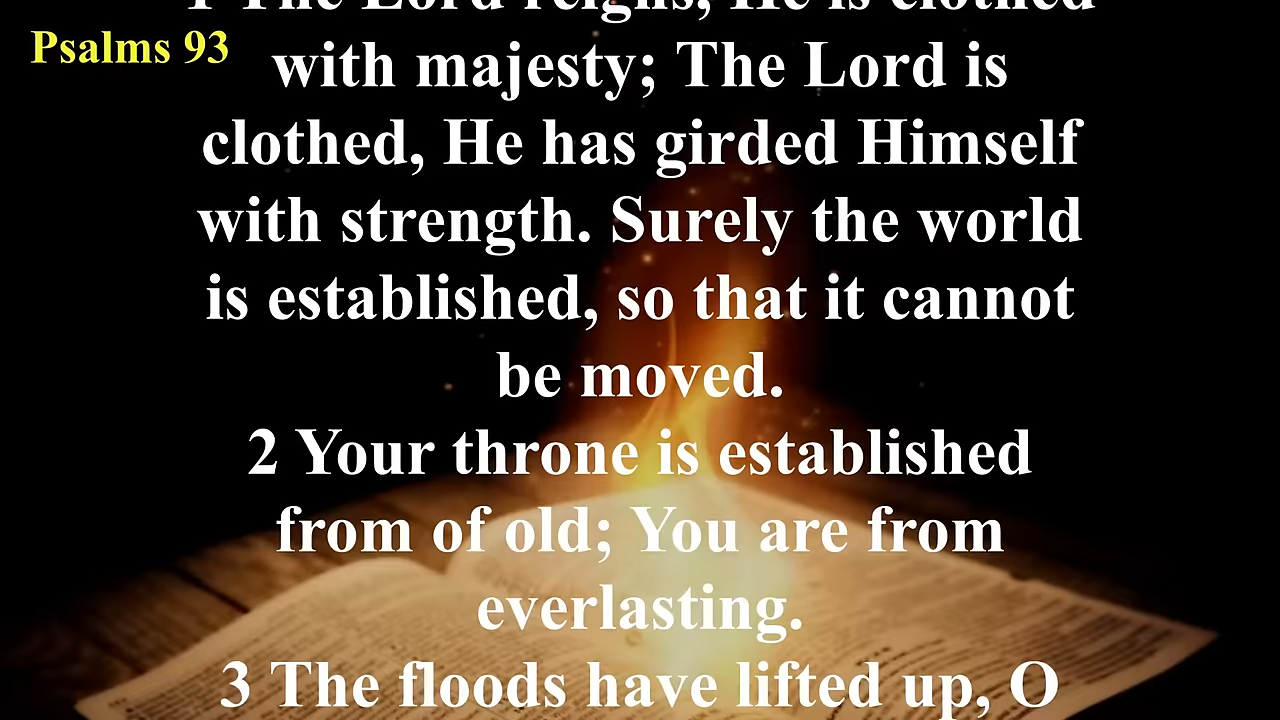 1 The Lord reigns, He is clothed
Psalms 93
with majesty; The Lord is
clothed, He has girded Himself
with strength. Surely the world
is established, so that it cannot
be moved.
2 Your throne is established
from of old; You are from
everlasting.
3 The floods have lifted up, O